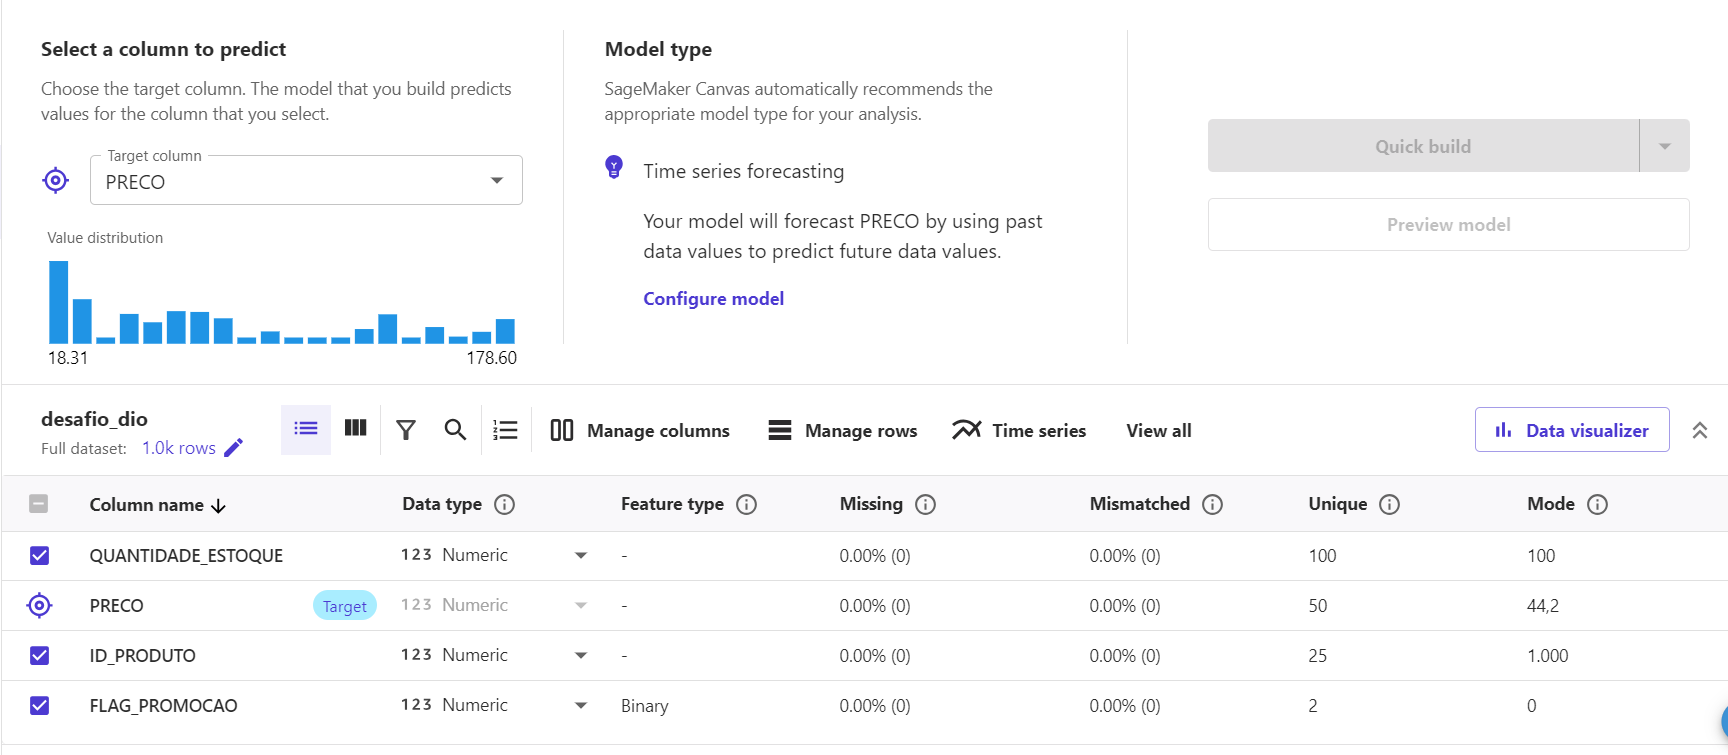 Select a column to predict
Choose the target column. The model that you build predicts
values for the column that you select.
Target column
PRECO
Value distribution
18.31
178.60
Model type
SageMaker Canvas automatically recommends the
appropriate model type for your analysis.
Time series forecasting
Your model will forecast PRECO by using past
data values to predict future data values.
Configure model
Quick build
Preview model
desafio_dio
Full dataset: 1.0k rows
Manage columns
Manage rows
Time series
View all
Data visualizer
Column name Data type Feature type Missing Mismatched Unique Mode
QUANTIDADE_ESTOQUE 123 Numeric - 0.00% (0) 0.00% (0) 100 100
PRECO Target 123 Numeric - 0.00% (0) 0.00% (0) 50 44,2
ID_PRODUTO 123 Numeric - 0.00% (0) 0.00% (0) 25 1.000
FLAG_PROMOCAO 123 Numeric Binary 0.00% (0) 0.00% (0) 2 0